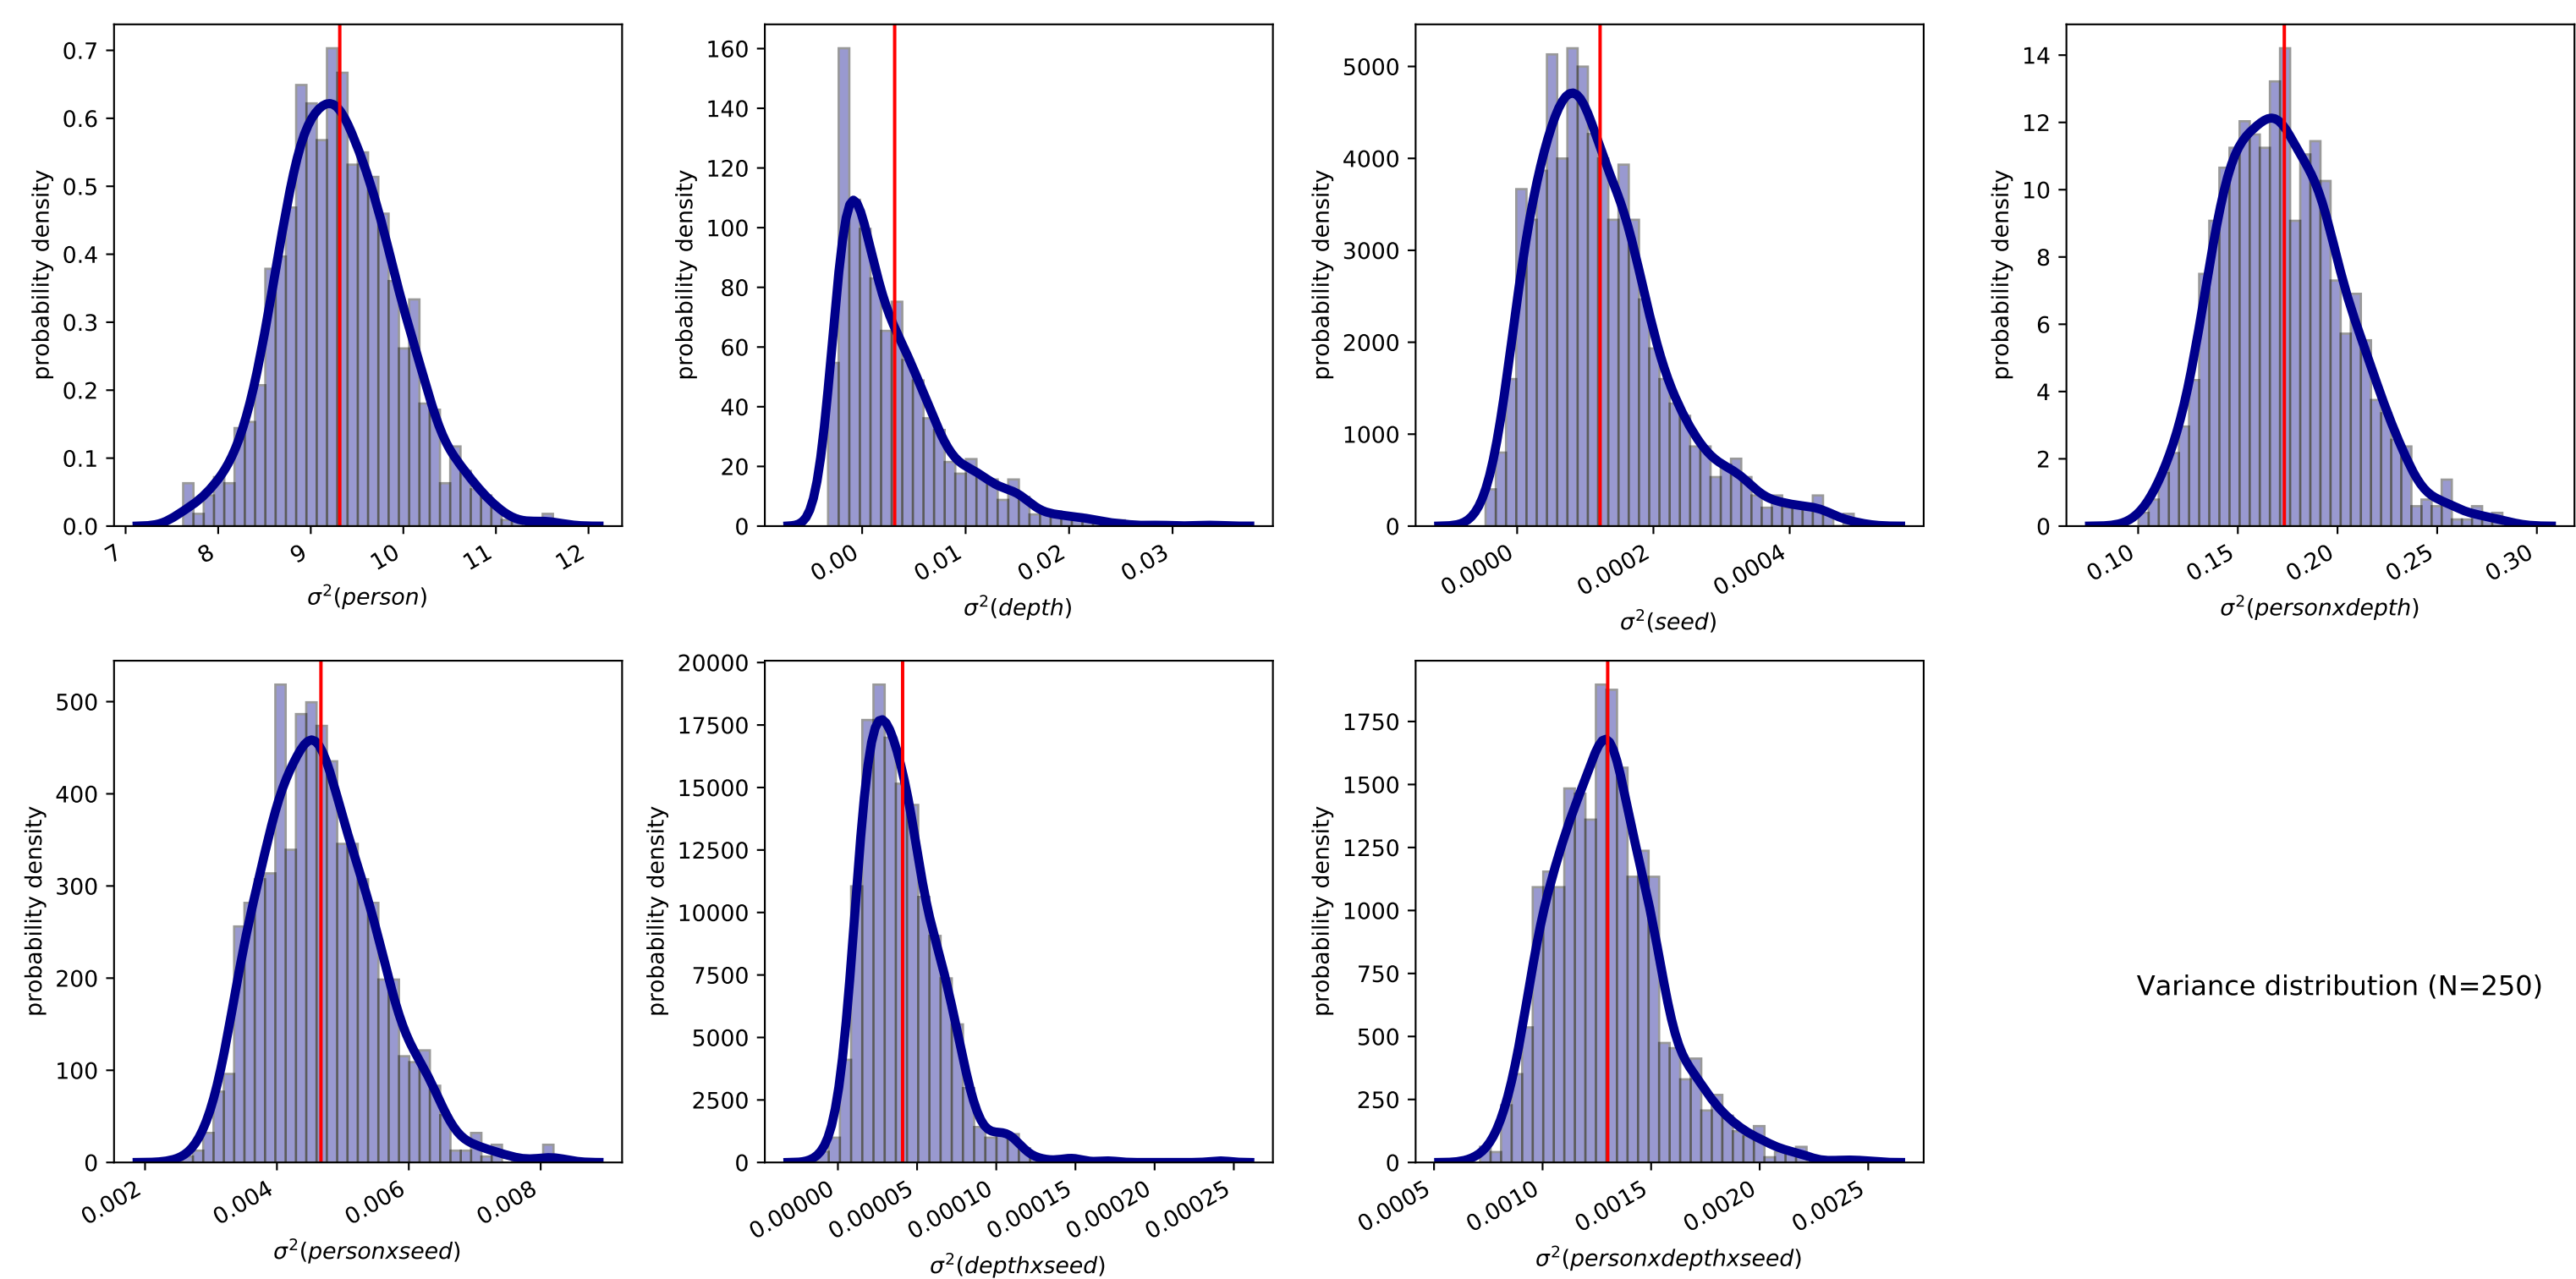 probability density
0.7
0.6
0.5
0.4
0.3
0.2
0.1
0.0
7 8 9 10 11 12
σ²(person)
probability density
160
140
120
100
80
60
40
20
0
0.00 0.01 0.02 0.03
σ²(depth)
probability density
5000
4000
3000
2000
1000
0
0.0000 0.0002 0.0004
σ²(seed)
probability density
14
12
10
8
6
4
2
0
0.10 0.15 0.20 0.25 0.30
σ²(personxdepth)
probability density
500
400
300
200
100
0
0.002 0.004 0.006 0.008
σ²(personxseed)
probability density
20000
17500
15000
12500
10000
7500
5000
2500
0
0.00000 0.00005 0.00010 0.00015 0.00020 0.00025
σ²(depthxseed)
probability density
1750
1500
1250
1000
750
500
250
0
0.0005 0.0010 0.0015 0.0020 0.0025
σ²(personxdepthxseed)
Variance distribution (N=250)